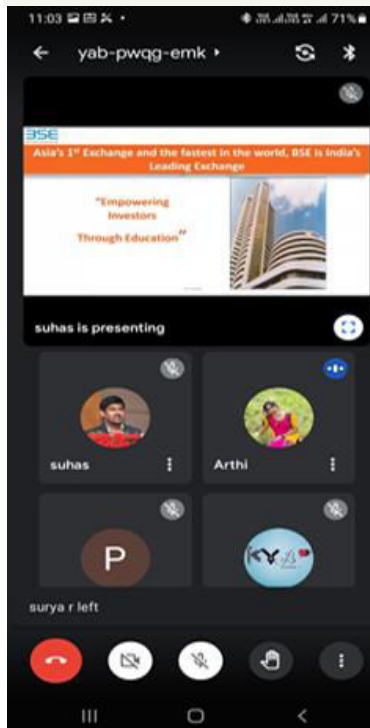 11:03
71%
yab-pwqg-emk
BSE
Asia's 1st Exchange and the fastest in the world, BSE is India's
Leading Exchange
"Empowering
Investors
Through Education"
suhas is presenting
suhas
Arthi
P
surya r left